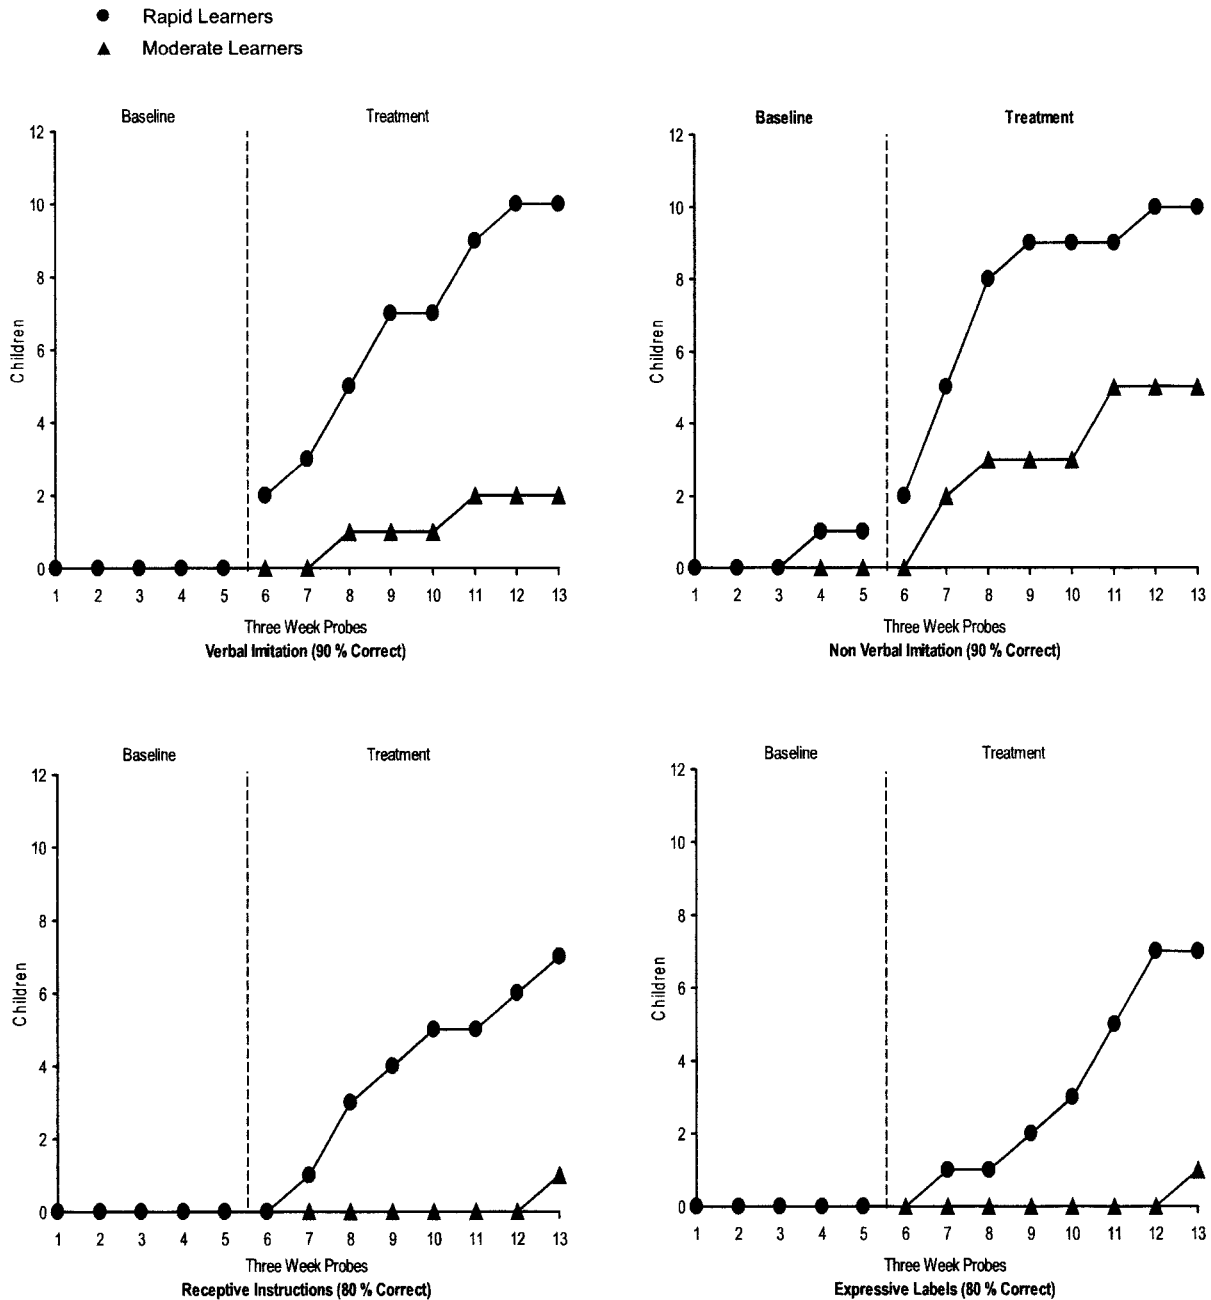 Rapid Learners
Moderate Learners
Baseline Treatment
12
10
8
6
4
2
0
Children
1 2 3 4 5 6 7 8 9 10 11 12 13
Three Week Probes
Verbal Imitation (90 % Correct)
Baseline Treatment
12
10
8
6
4
2
0
Children
1 2 3 4 5 6 7 8 9 10 11 12 13
Three Week Probes
Non Verbal Imitation (90 % Correct)
Baseline Treatment
12
10
8
6
4
2
0
Children
1 2 3 4 5 6 7 8 9 10 11 12 13
Three Week Probes
Receptive Instructions (80 % Correct)
Baseline Treatment
12
10
8
6
4
2
0
Children
1 2 3 4 5 6 7 8 9 10 11 12 13
Three Week Probes
Expressive Labels (80 % Correct)